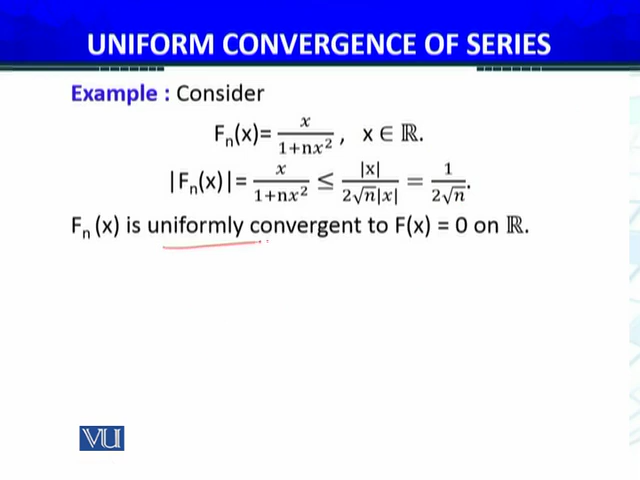 UNIFORM CONVERGENCE OF SERIES
Example : Consider
Fₙ(x)= x/(1+nx²) , x ∈ ℝ.
|Fₙ(x)|= x/(1+nx²) ≤ |x|/(2√n|x|) = 1/(2√n).
Fₙ (x) is uniformly convergent to F(x) = 0 on ℝ.
VU